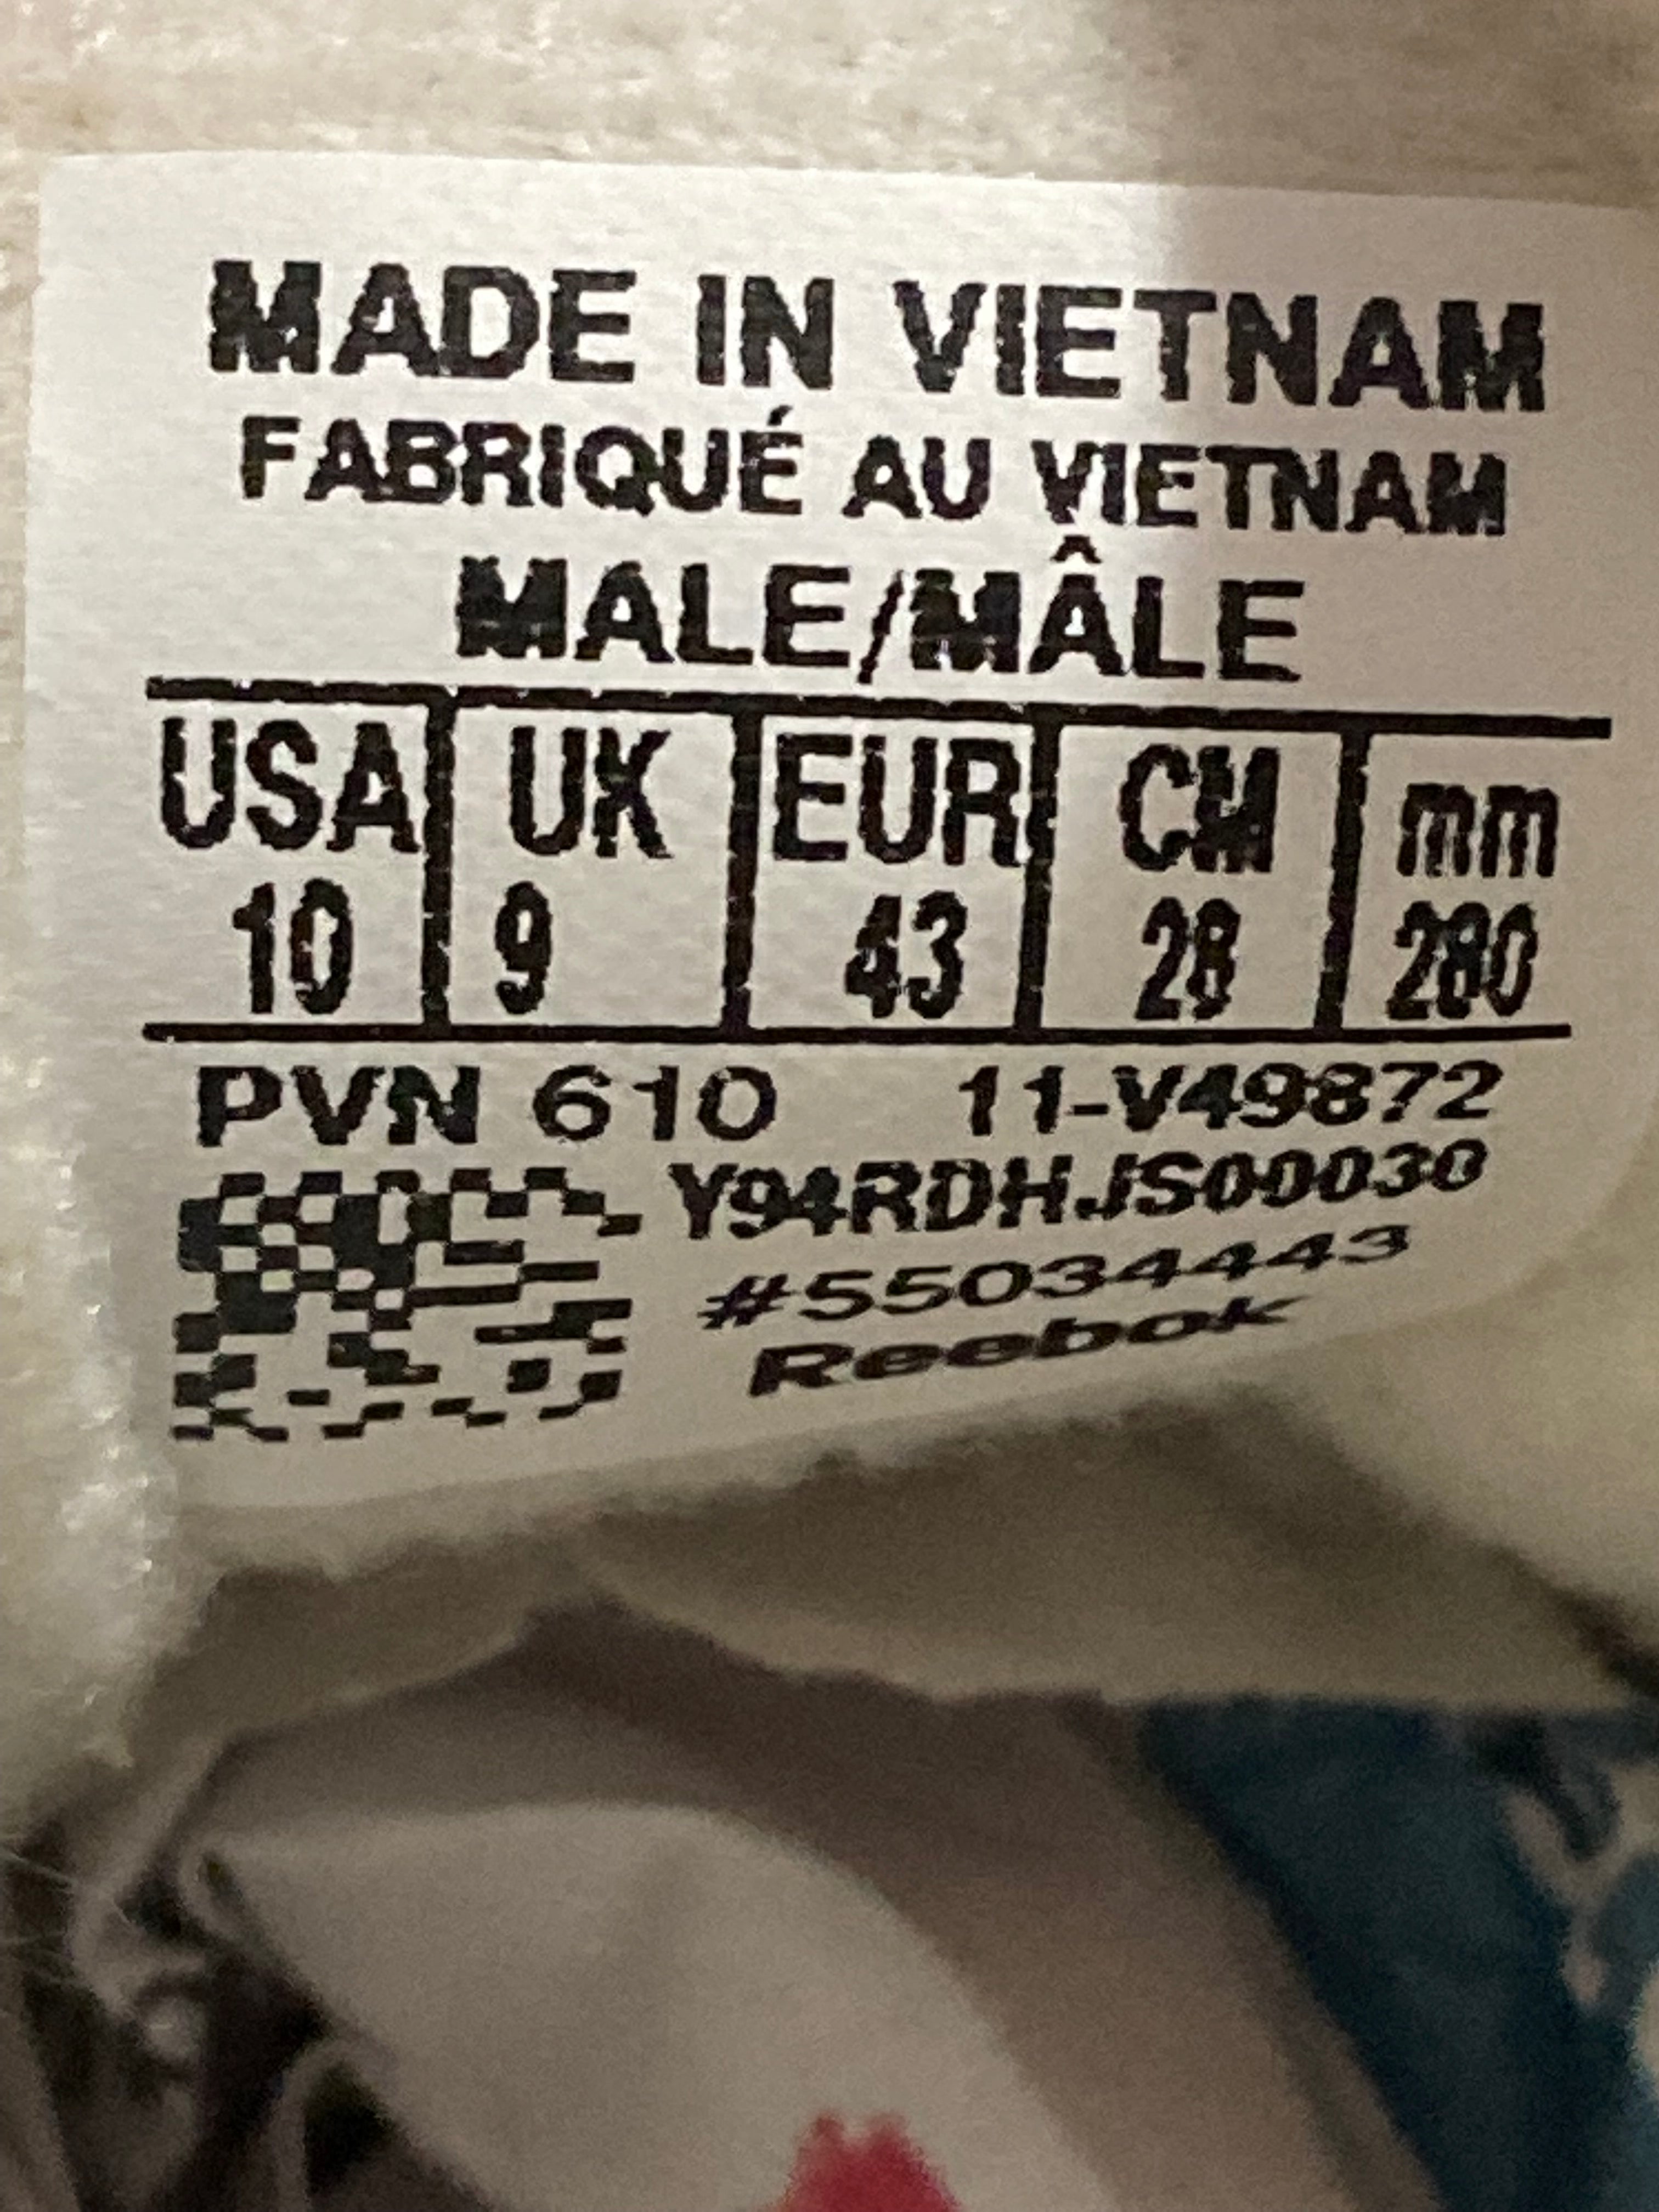 MADE IN VIETNAM
FABRIQUÉ AU VIETNAM
MALE/MÂLE
USA UK EUR CM mm
10 9 43 28 280
PVN 610 11-V49872
Y94RDHJS00030
#55034443
Reebok